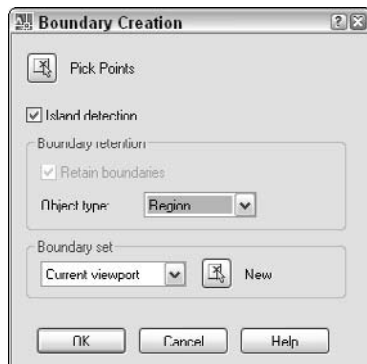 Boundary Creation
Pick Points
Island detection
Boundary retention
Retain boundaries
Object type: Region
Boundary set
Current viewport New
OK Cancel Help